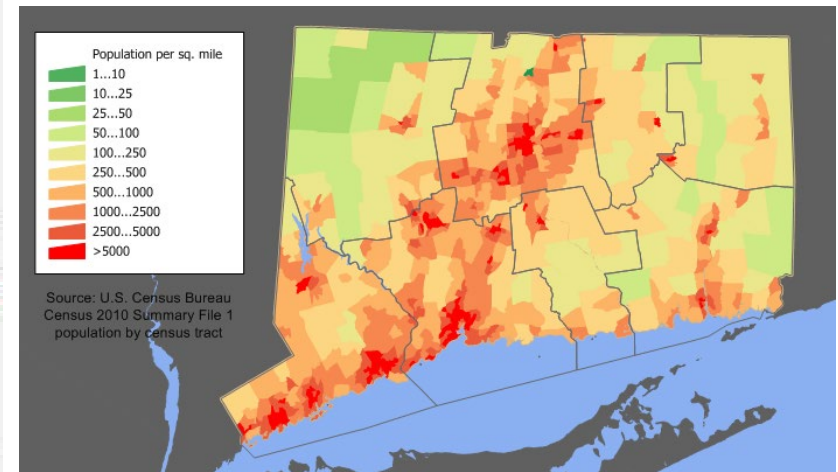 Population per sq. mile
1...10
10...25
25...50
50...100
100...250
250...500
500...1000
1000...2500
2500...5000
>5000
Source: U.S. Census Bureau
Census 2010 Summary File 1
population by census tract